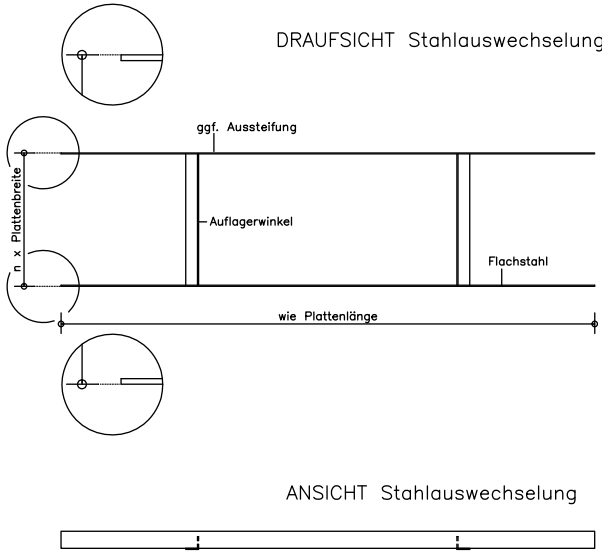 DRAUFSICHT Stahlauswechselung
ggf. Aussteifung
n x Plattenbreite
Auflagerwinkel
Flachstahl
wie Plattenlänge
ANSICHT Stahlauswechselung